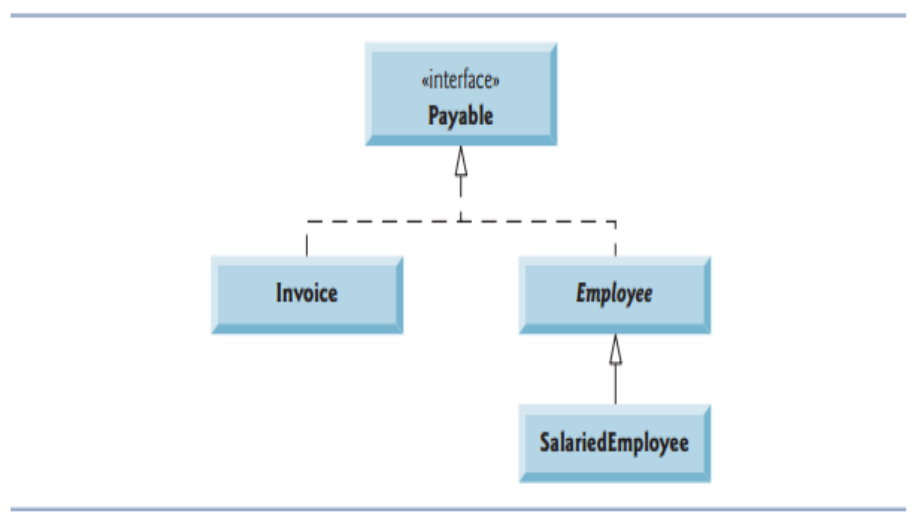 «interface»
Payable
Invoice
Employee
SalariedEmployee